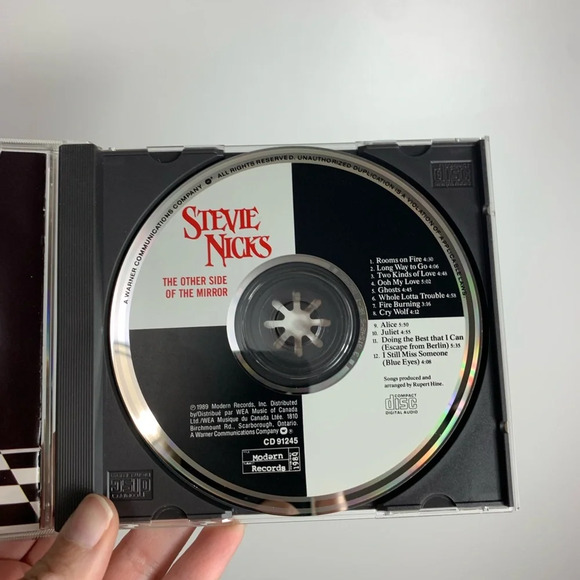 A WARNER COMMUNICATIONS COMPANY ALL RIGHTS RESERVED. UNAUTHORIZED DUPLICATION IS A VIOLATION OF APPLICABLE LAWS
STEVIE
NICKS
THE OTHER SIDE
OF THE MIRROR
1. Rooms on Fire 4:30
2. Long Way to Go 4:06
3. Two Kinds of Love 4:48
4. Ooh My Love 5:02
5. Ghosts 4:45
6. Whole Lotta Trouble 4:58
7. Fire Burning 3:16
8. Cry Wolf 4:12
9. Alice 5:50
10. Juliet 4:55
11. Doing the Best that I Can
(Escape from Berlin) 5:35
12. I Still Miss Someone
(Blue Eyes) 4:08
Songs produced and
arranged by Rupert Hine.
COMPACT
disc
DIGITAL AUDIO
℗1989 Modern Records, Inc. Distributed
by/Distribué par WEA Music of Canada
Ltd./WEA Musique du Canada Ltée. 1810
Birchmount Rd., Scarborough, Ontario.
A Warner Communications Company
CD 91245
Modern
Records
1980